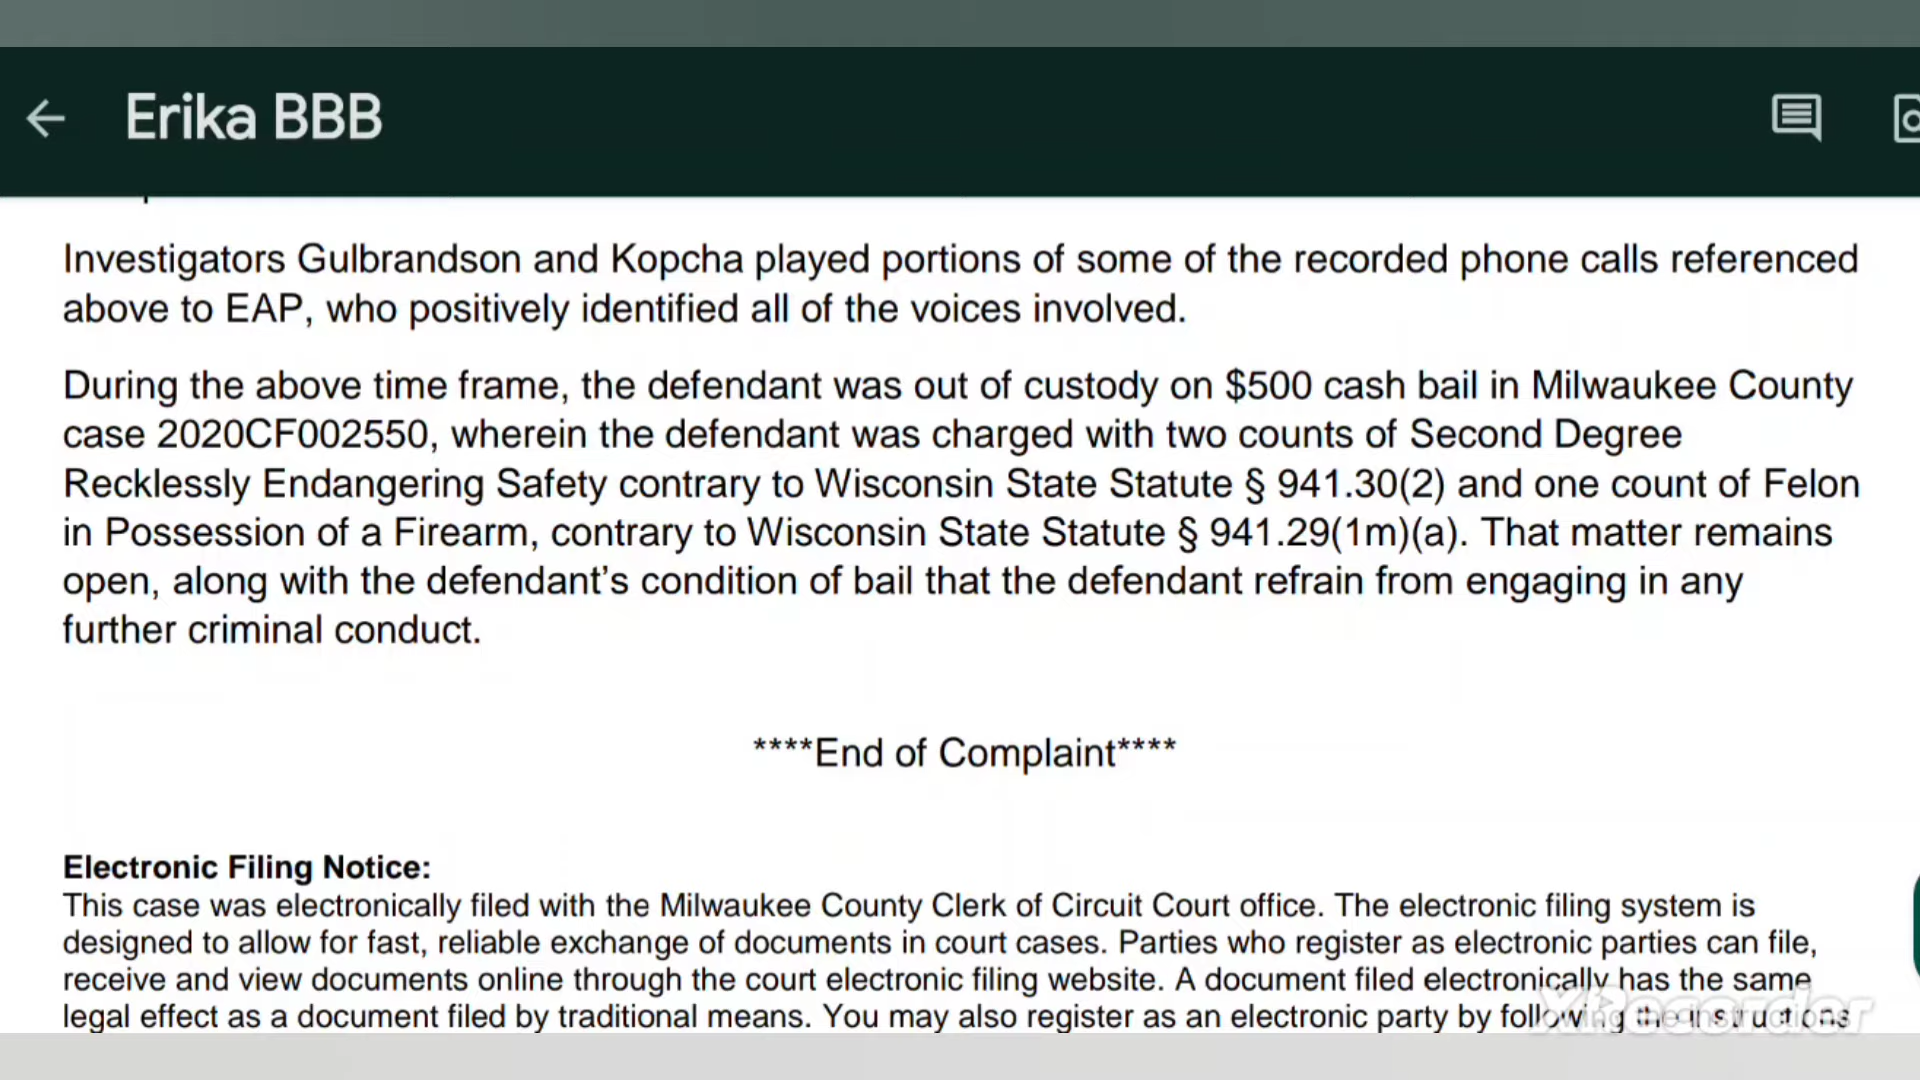 Erika BBB
Investigators Gulbrandson and Kopcha played portions of some of the recorded phone calls referenced
above to EAP, who positively identified all of the voices involved.
During the above time frame, the defendant was out of custody on $500 cash bail in Milwaukee County
case 2020CF002550, wherein the defendant was charged with two counts of Second Degree
Recklessly Endangering Safety contrary to Wisconsin State Statute § 941.30(2) and one count of Felon
in Possession of a Firearm, contrary to Wisconsin State Statute § 941.29(1m)(a). That matter remains
open, along with the defendant’s condition of bail that the defendant refrain from engaging in any
further criminal conduct.
****End of Complaint****
Electronic Filing Notice:
This case was electronically filed with the Milwaukee County Clerk of Circuit Court office. The electronic filing system is
designed to allow for fast, reliable exchange of documents in court cases. Parties who register as electronic parties can file,
receive and view documents online through the court electronic filing website. A document filed electronically has the same
legal effect as a document filed by traditional means. You may also register as an electronic party by following the instructions
XRecorder